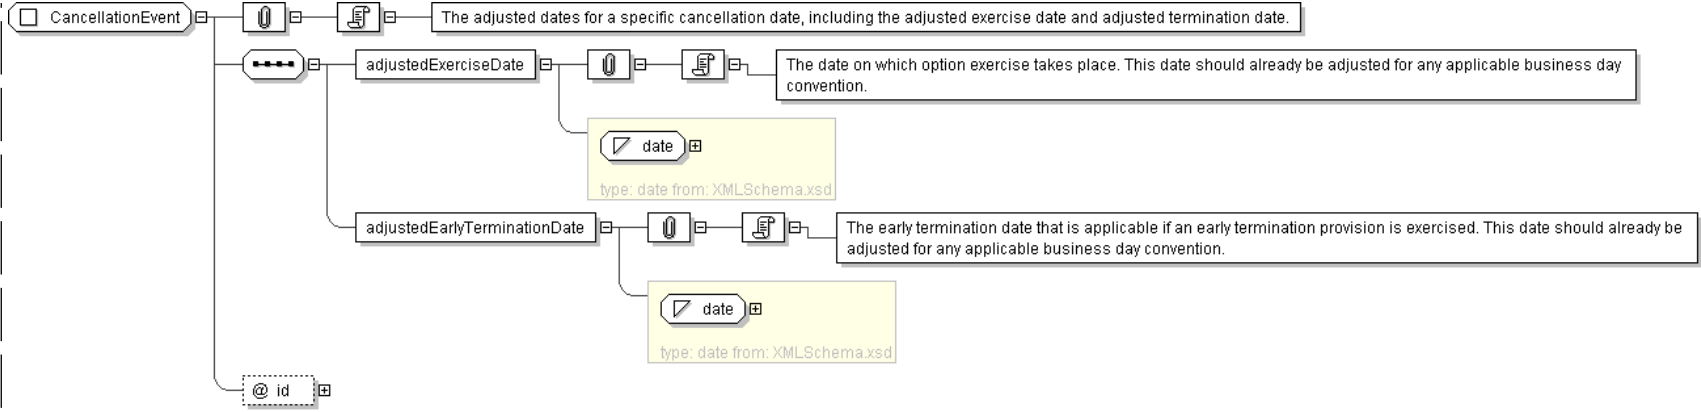 CancellationEvent
The adjusted dates for a specific cancellation date, including the adjusted exercise date and adjusted termination date.
adjustedExerciseDate
The date on which option exercise takes place. This date should already be adjusted for any applicable business day
convention.
date
type: date from: XMLSchema.xsd
adjustedEarlyTerminationDate
The early termination date that is applicable if an early termination provision is exercised. This date should already be
adjusted for any applicable business day convention.
date
type: date from: XMLSchema.xsd
@ id